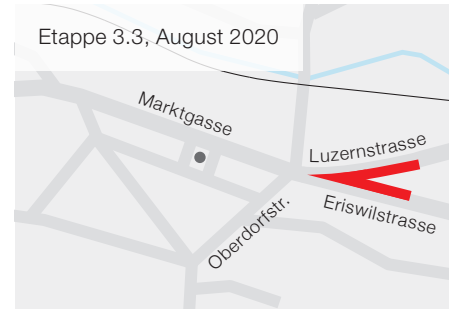 Etappe 3.3, August 2020
Marktgasse
Luzernstrasse
Eriswilstrasse
Oberdorfstr.